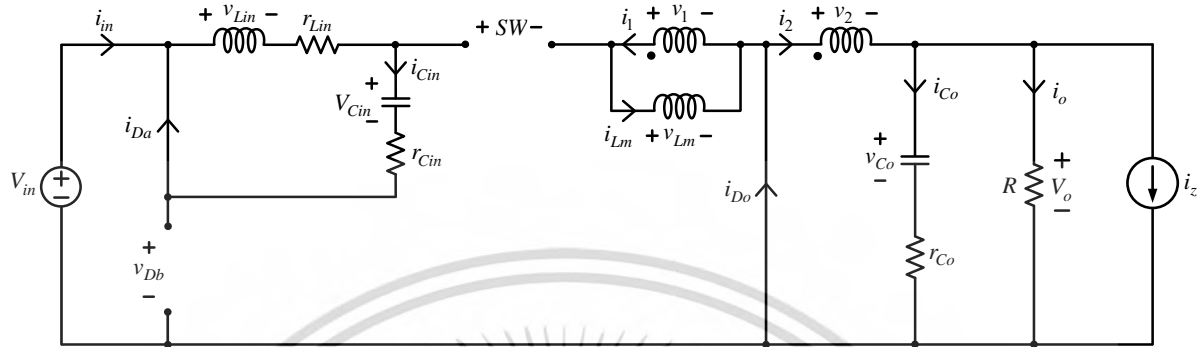 i_in
+ v_Lin −
r_Lin
+ SW −
i_1
+ v_1 −
i_2
+ v_2 −
i_Cin
+
V_Cin
−
i_Da
r_Cin
i_Lm
+ v_Lm −
i_Co
i_o
V_in
+
−
i_Do
+
v_Co
−
R
+
V_o
−
i_z
+
v_Db
−
r_Co